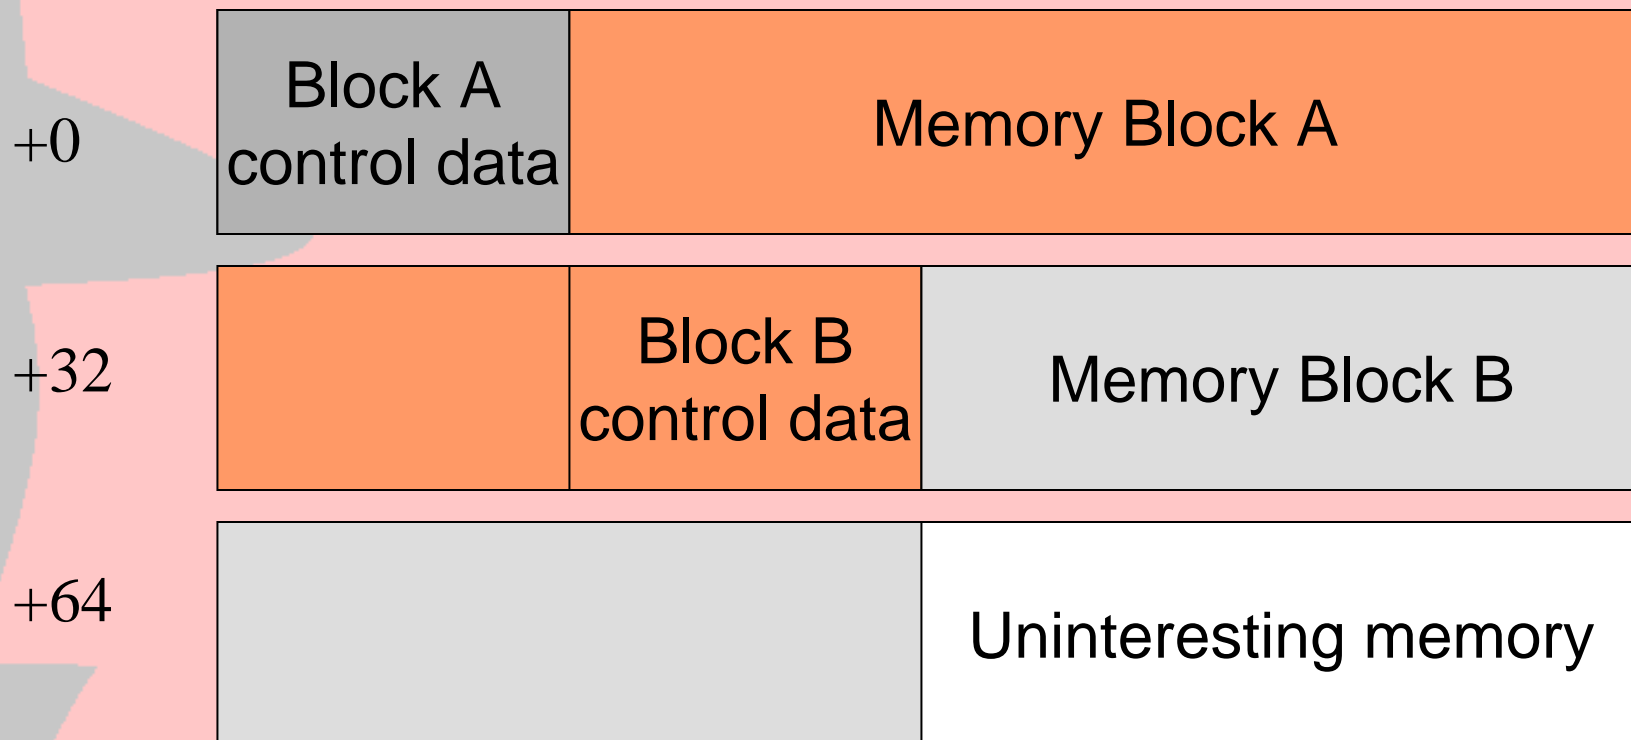 Block A
control data
Memory Block A
+0
Block B
control data
Memory Block B
+32
+64
Uninteresting memory